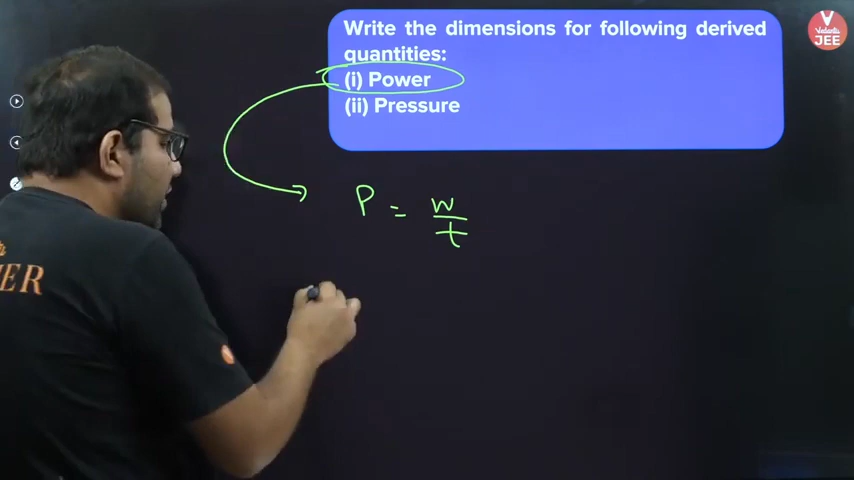 Write the dimensions for following derived
quantities:
(i) Power
(ii) Pressure
Vedantu
JEE
P = W/t
ER